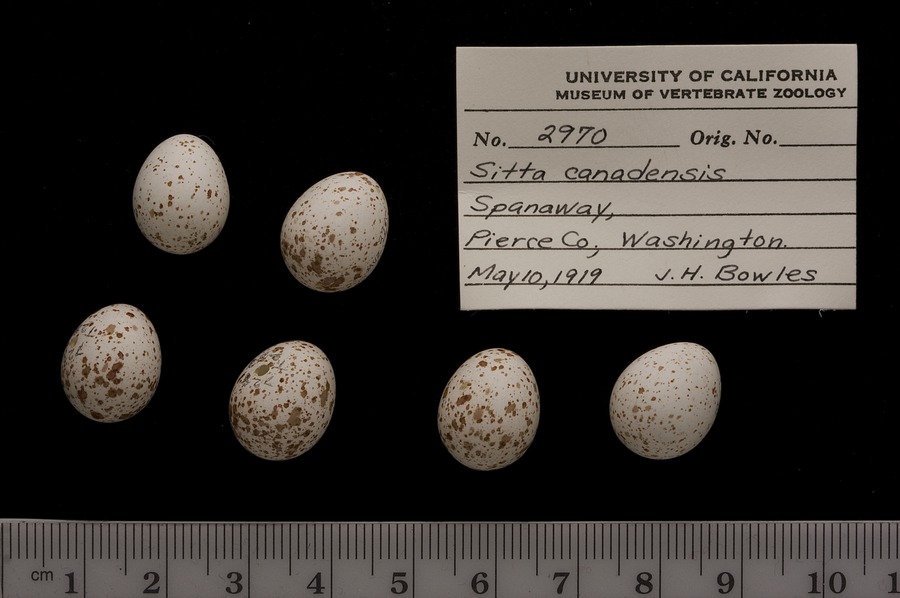 UNIVERSITY OF CALIFORNIA
MUSEUM OF VERTEBRATE ZOOLOGY
No. 2970 Orig. No.
Sitta canadensis
Spanaway,
Pierce Co, Washington.
May 10, 1919 J. H. Bowles
cm 1 2 3 4 5 6 7 8 9 10 1